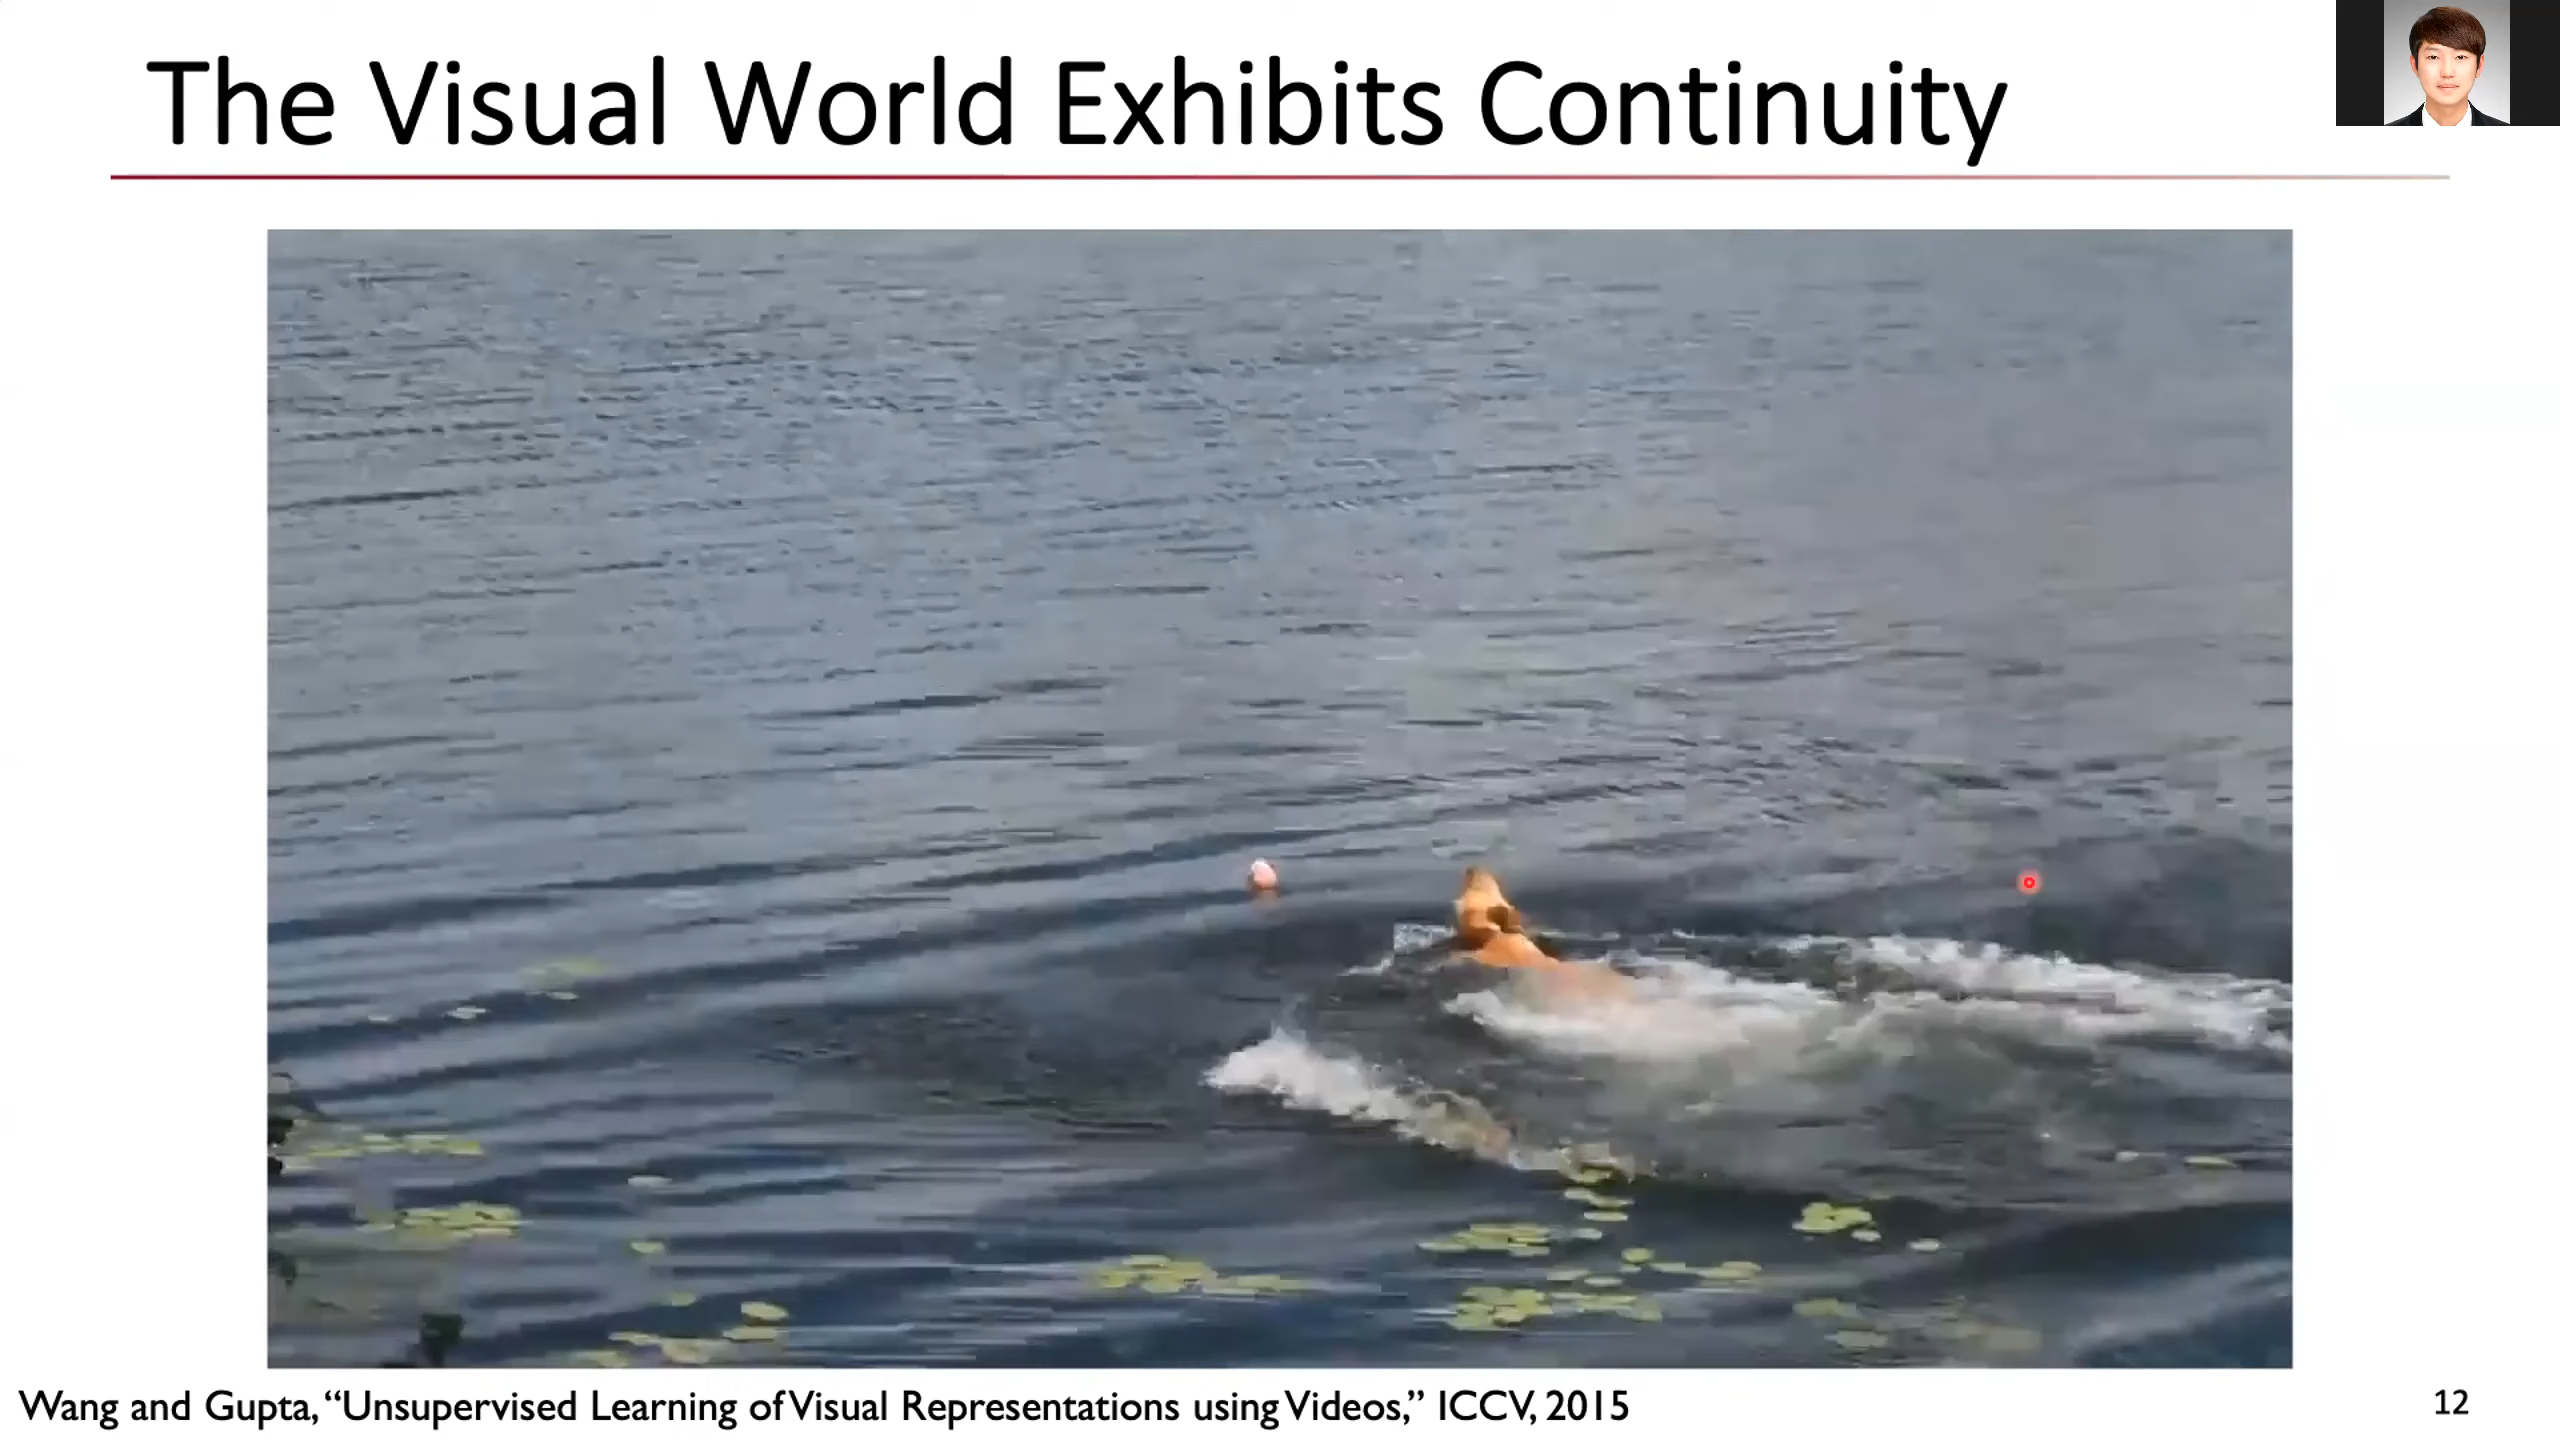 The Visual World Exhibits Continuity
Wang and Gupta, “Unsupervised Learning of Visual Representations using Videos,” ICCV, 2015
12